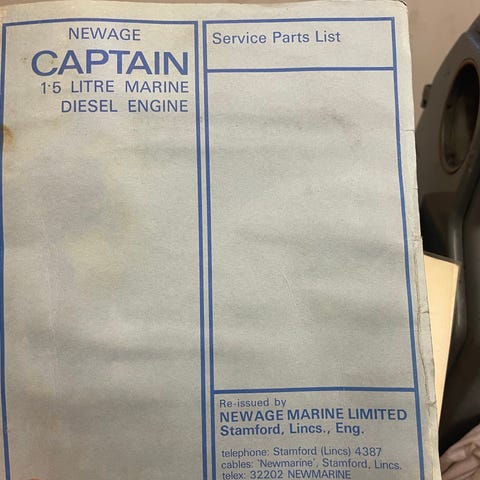 NEWAGE
CAPTAIN
1·5 LITRE MARINE
DIESEL ENGINE
Service Parts List
Re-issued by
NEWAGE MARINE LIMITED
Stamford, Lincs., Eng.
telephone: Stamford (Lincs) 4387
cables: 'Newmarine', Stamford, Lincs.
telex: 32202 NEWMARINE